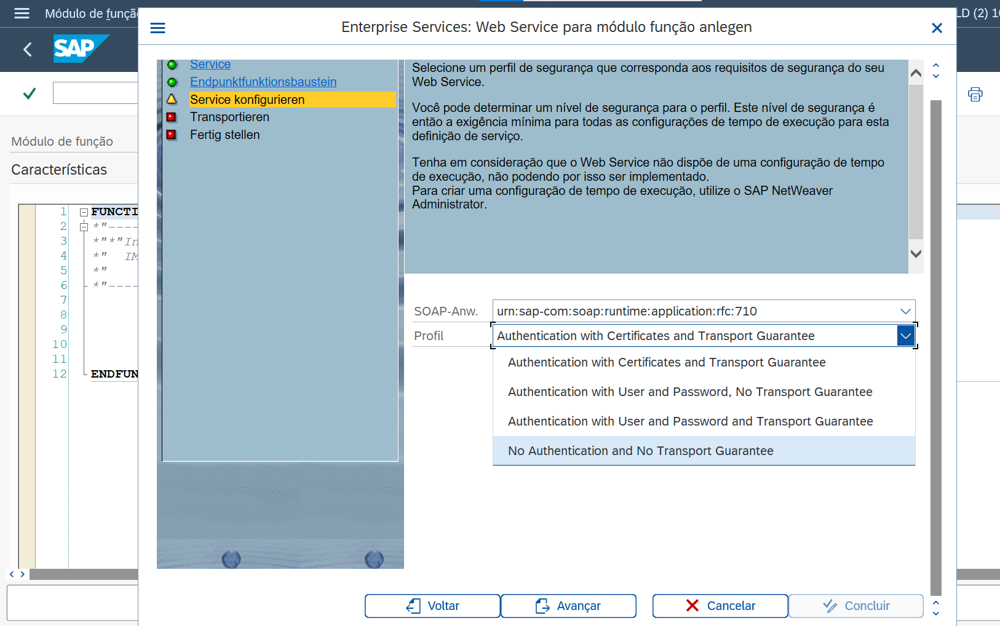 Módulo de funçã
Enterprise Services: Web Service para módulo função anlegen
LD (2) 1
SAP
Módulo de função
Características
Service
Endpunktfunktionsbaustein
Service konfigurieren
Transportieren
Fertig stellen
Selecione um perfil de segurança que corresponda aos requisitos de segurança do seu
Web Service.
Você pode determinar um nível de segurança para o perfil. Este nível de segurança é
então a exigência mínima para todas as configurações de tempo de execução para esta
definição de serviço.
Tenha em consideração que o Web Service não dispõe de uma configuração de tempo
de execução, não podendo por isso ser implementado.
Para criar uma configuração de tempo de execução, utilize o SAP NetWeaver
Administrator.
1 FUNCTI
2 *"----
3 *"*"In
4 *" IM
5 *"
6 *"----
7
8
9
10
11
12 ENDFUN
SOAP-Anw. urn:sap-com:soap:runtime:application:rfc:710
Profil Authentication with Certificates and Transport Guarantee
Authentication with Certificates and Transport Guarantee
Authentication with User and Password, No Transport Guarantee
Authentication with User and Password and Transport Guarantee
No Authentication and No Transport Guarantee
Voltar
Avançar
Cancelar
Concluir